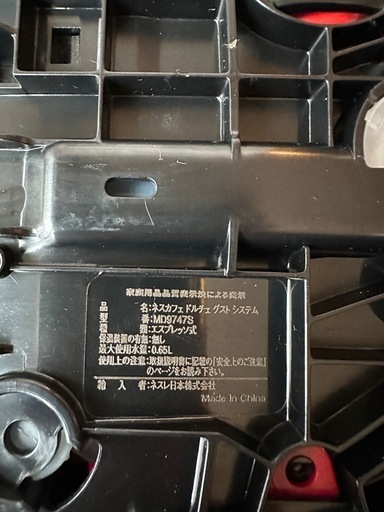 家庭用品品質表示法による表示
品 名:ネスカフェ ドルチェ グスト システム
型 番:MD9747S
種 類:エスプレッソ式
保温装置の有無:無し
最大使用水量:0.65L
使用上の注意:取扱説明書に記載の「安全上のご注意」
のページをお読み下さい。
輸 入 者:ネスレ日本株式会社
Made in China